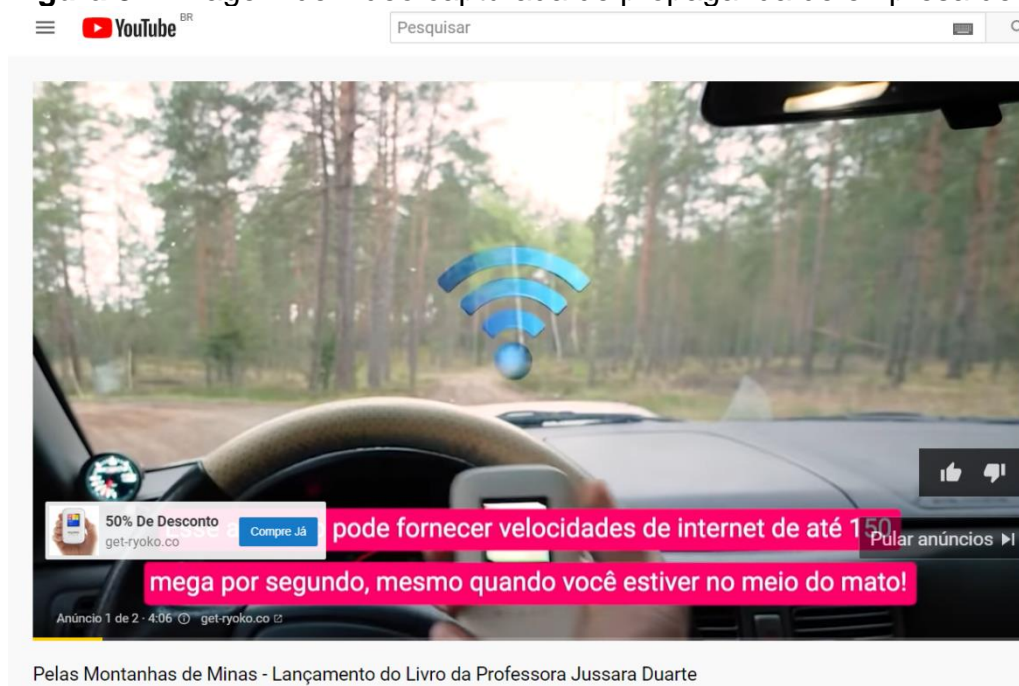 YouTube BR
Pesquisar
50% De Desconto
get-ryoko.co
Compre Já
pode fornecer velocidades de internet de até 150
Pular anúncios
mega por segundo, mesmo quando você estiver no meio do mato!
Anúncio 1 de 2 · 4:06 get-ryoko.co
Pelas Montanhas de Minas - Lançamento do Livro da Professora Jussara Duarte